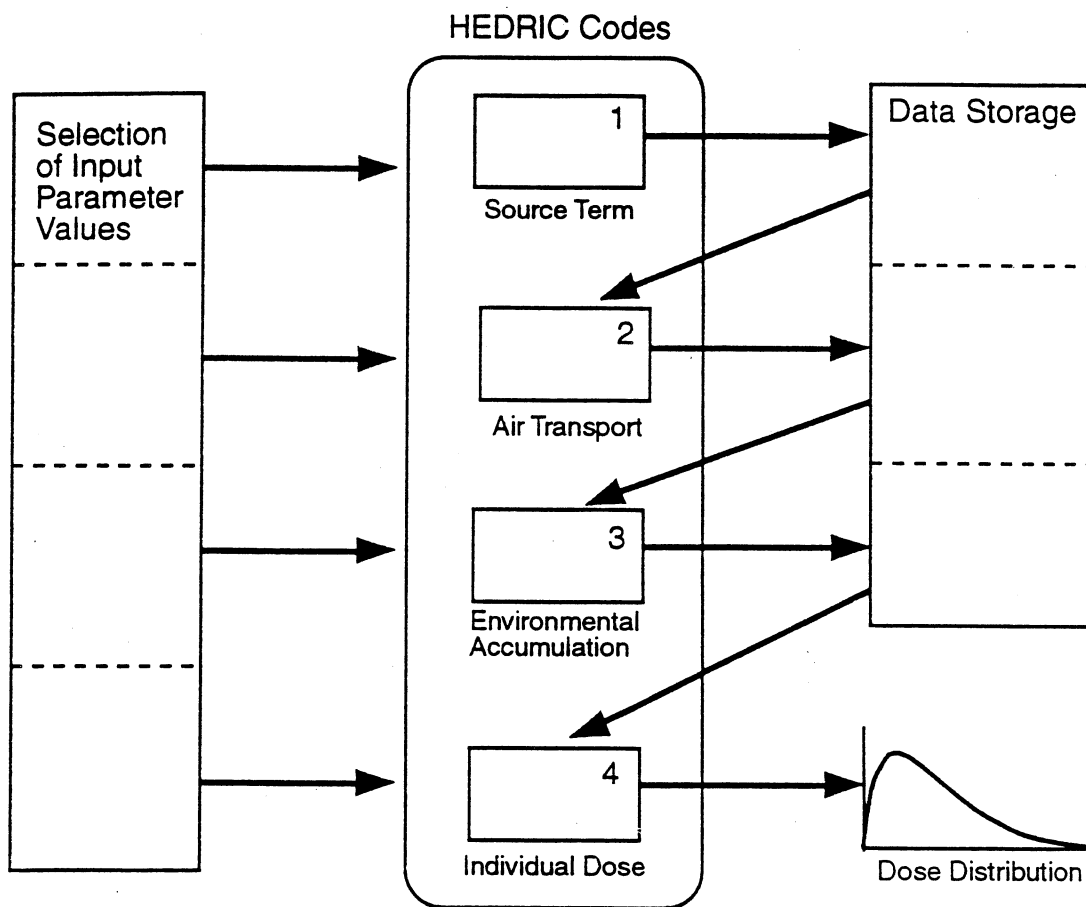 HEDRIC Codes
Selection
of Input
Parameter
Values
1
Source Term
Data Storage
2
Air Transport
3
Environmental
Accumulation
4
Individual Dose
Dose Distribution